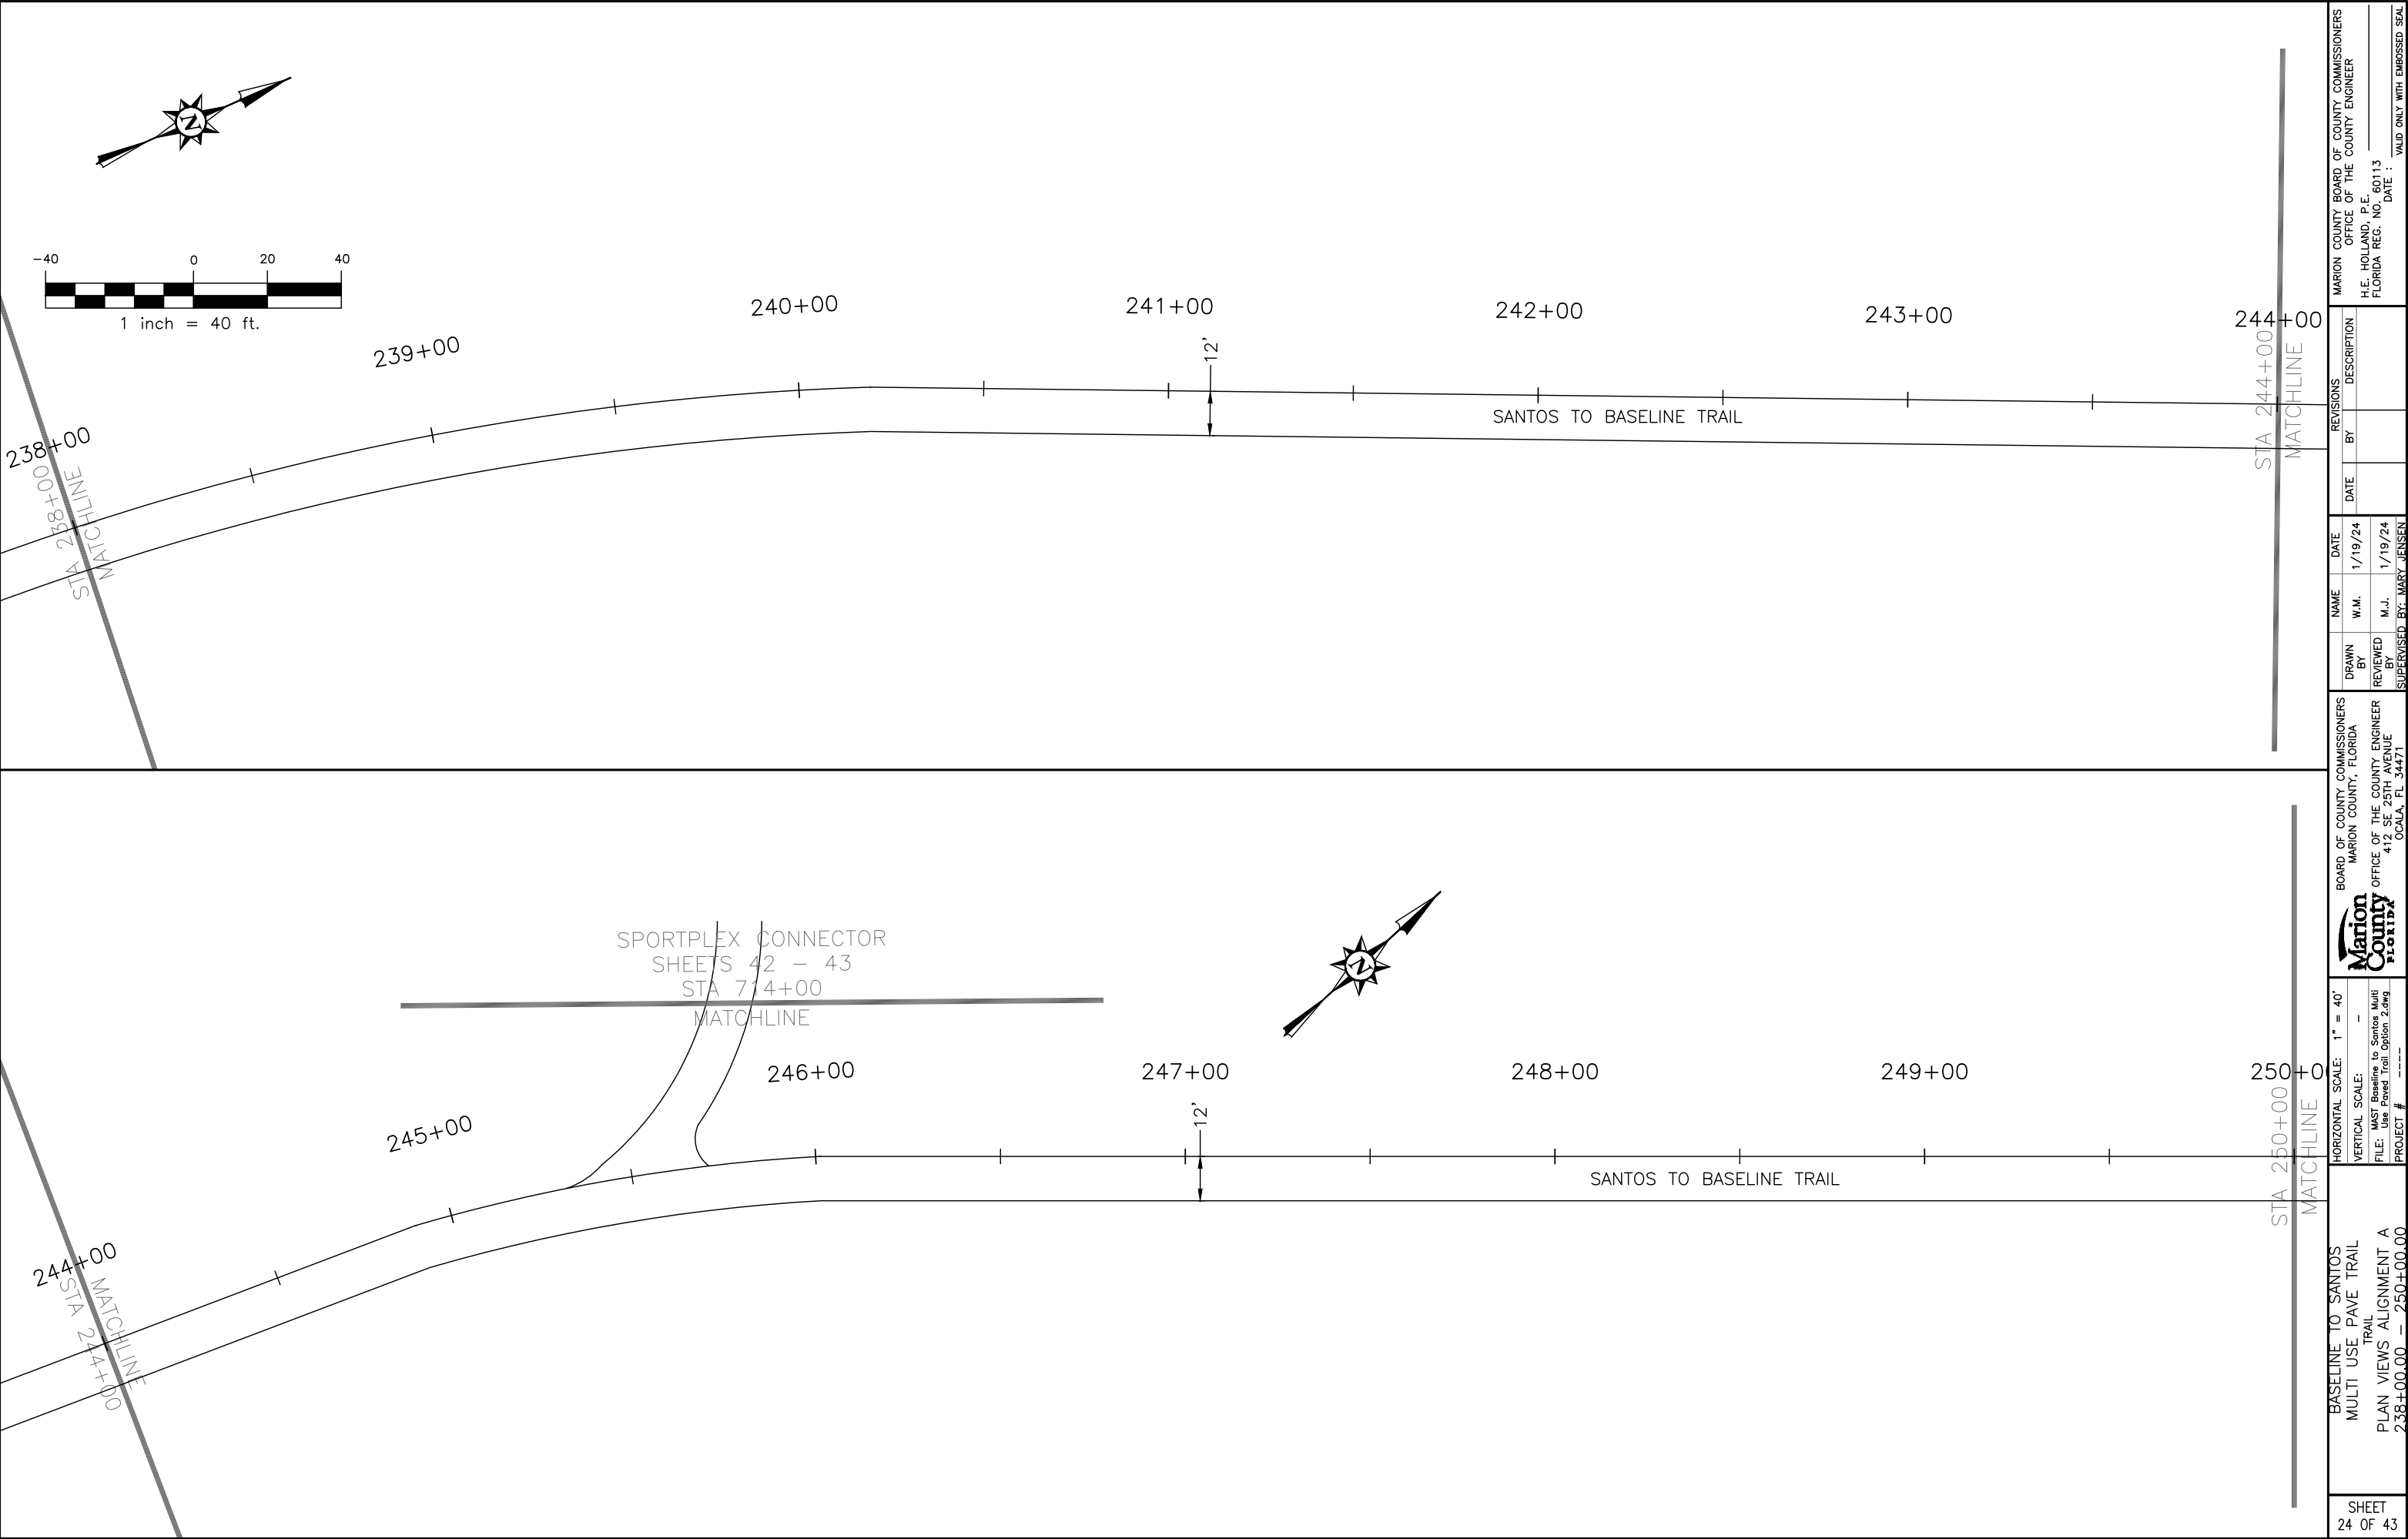 N
-40 0 20 40
1 inch = 40 ft.
238+00
239+00
240+00
241+00
242+00
243+00
244+00
12'
SANTOS TO BASELINE TRAIL
STA 238+00
MATCHLINE
STA 244+00
MATCHLINE
SPORTPLEX CONNECTOR
SHEETS 42 - 43
STA 714+00
MATCHLINE
N
244+00
245+00
246+00
247+00
248+00
249+00
250+0
12'
SANTOS TO BASELINE TRAIL
MATCHLINE
STA 244+00
STA 250+00
MATCHLINE
MARION COUNTY BOARD OF COUNTY COMMISSIONERS
OFFICE OF THE COUNTY ENGINEER
H.E. HOLLAND, P.E.
FLORIDA REG. NO. 60113
DATE :
VALID ONLY WITH EMBOSSED SEAL
REVISIONS
DATE BY DESCRIPTION
NAME DATE
DRAWN BY W.M. 1/19/24
REVIEWED BY M.J. 1/19/24
SUPERVISED BY: MARY JENSEN
BOARD OF COUNTY COMMISSIONERS
MARION COUNTY, FLORIDA
OFFICE OF THE COUNTY ENGINEER
412 SE 25TH AVENUE
OCALA, FL 34471
Marion
County
FLORIDA
HORIZONTAL SCALE: 1" = 40'
VERTICAL SCALE: -
FILE: MAST Baseline to Santos Multi
Use Paved Trail Option 2.dwg
PROJECT # ----
BASELINE TO SANTOS
MULTI USE PAVE TRAIL
TRAIL
PLAN VIEWS ALIGNMENT A
238+00.00 - 250+00.00
SHEET
24 OF 43